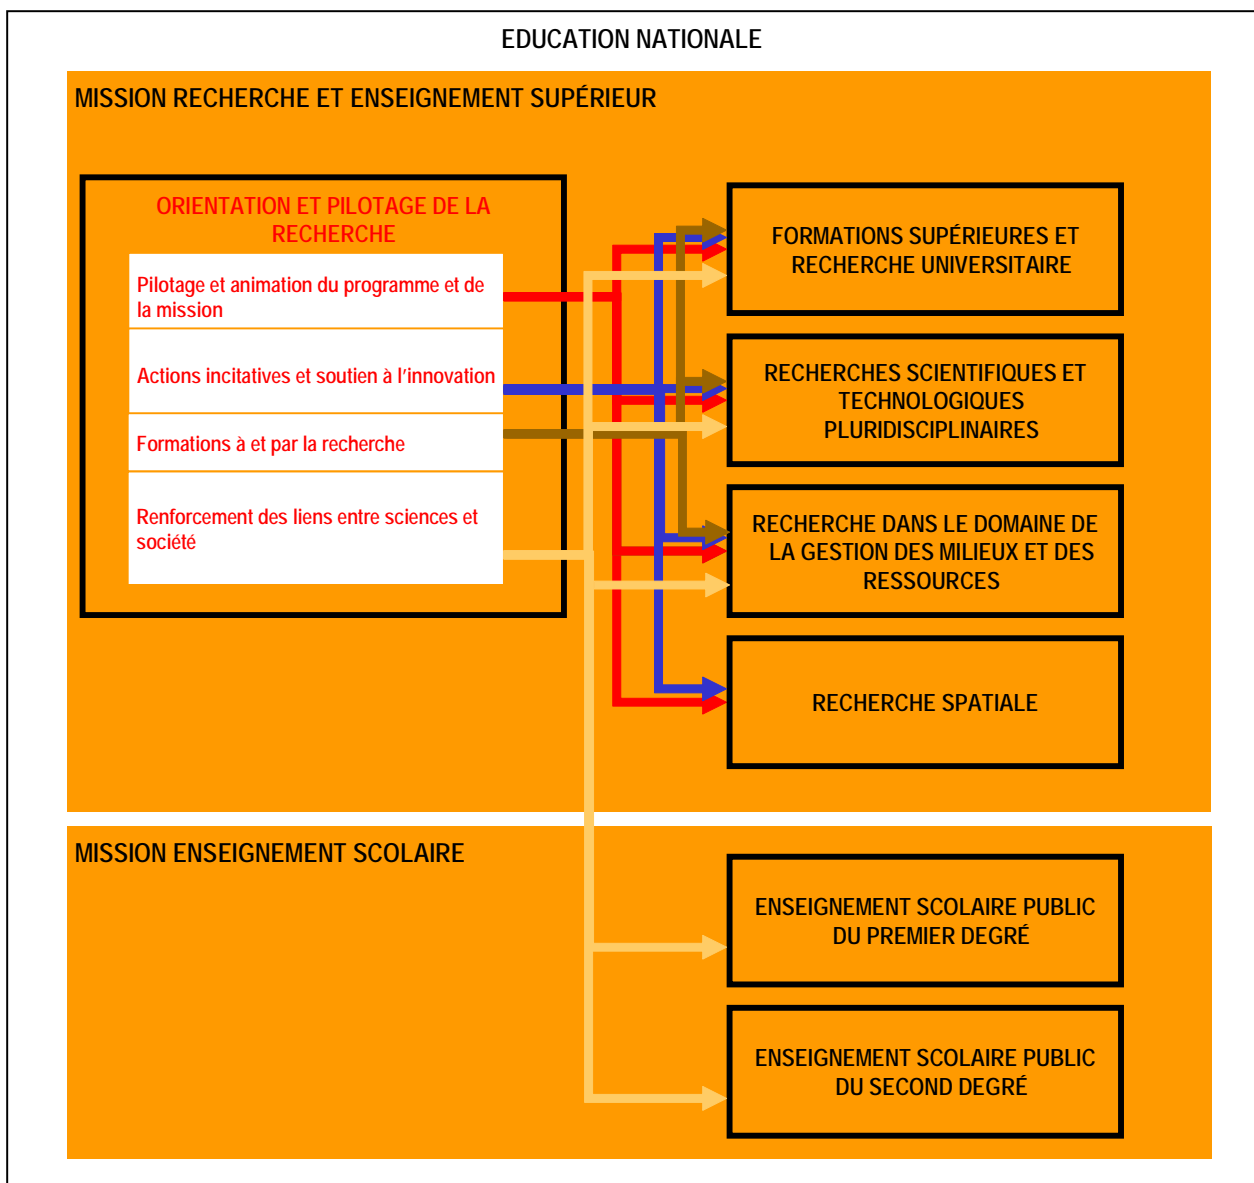 EDUCATION NATIONALE
MISSION RECHERCHE ET ENSEIGNEMENT SUPÉRIEUR
ORIENTATION ET PILOTAGE DE LA
RECHERCHE
Pilotage et animation du programme et de
la mission
Actions incitatives et soutien à l’innovation
Formations à et par la recherche
Renforcement des liens entre sciences et
société
FORMATIONS SUPÉRIEURES ET
RECHERCHE UNIVERSITAIRE
RECHERCHES SCIENTIFIQUES ET
TECHNOLOGIQUES
PLURIDISCIPLINAIRES
RECHERCHE DANS LE DOMAINE DE
LA GESTION DES MILIEUX ET DES
RESSOURCES
RECHERCHE SPATIALE
MISSION ENSEIGNEMENT SCOLAIRE
ENSEIGNEMENT SCOLAIRE PUBLIC
DU PREMIER DEGRÉ
ENSEIGNEMENT SCOLAIRE PUBLIC
DU SECOND DEGRÉ